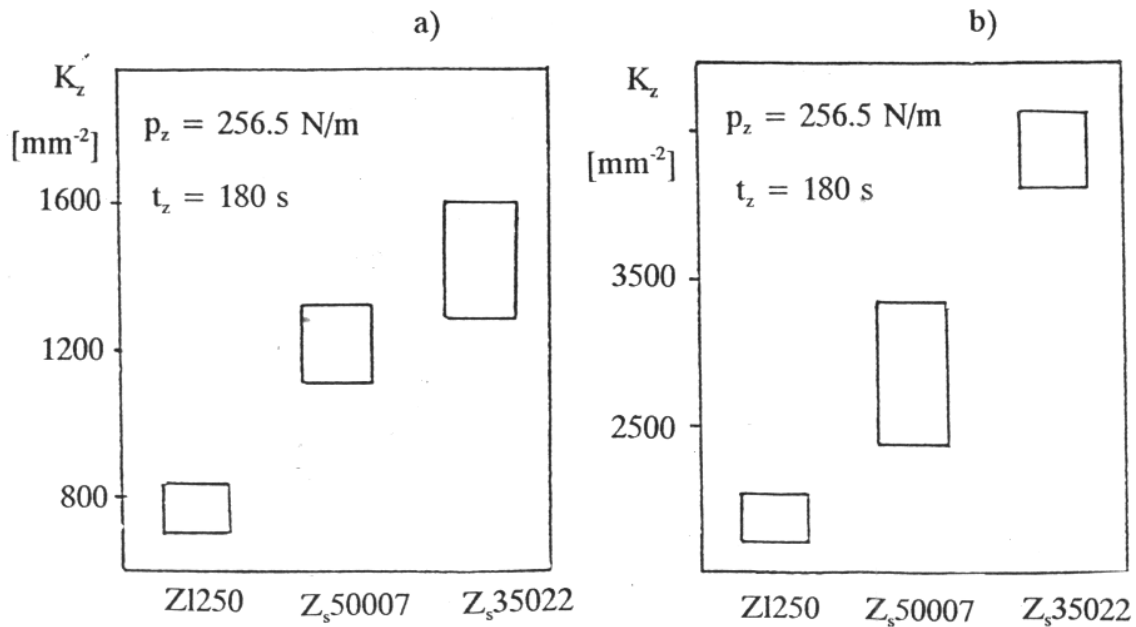 a)
K_z
[mm^-2]
p_z = 256.5 N/m
t_z = 180 s
1600
1200
800
Zl250
Z_s50007
Z_s35022
b)
K_z
[mm^-2]
p_z = 256.5 N/m
t_z = 180 s
3500
2500
Zl250
Z_s50007
Z_s35022